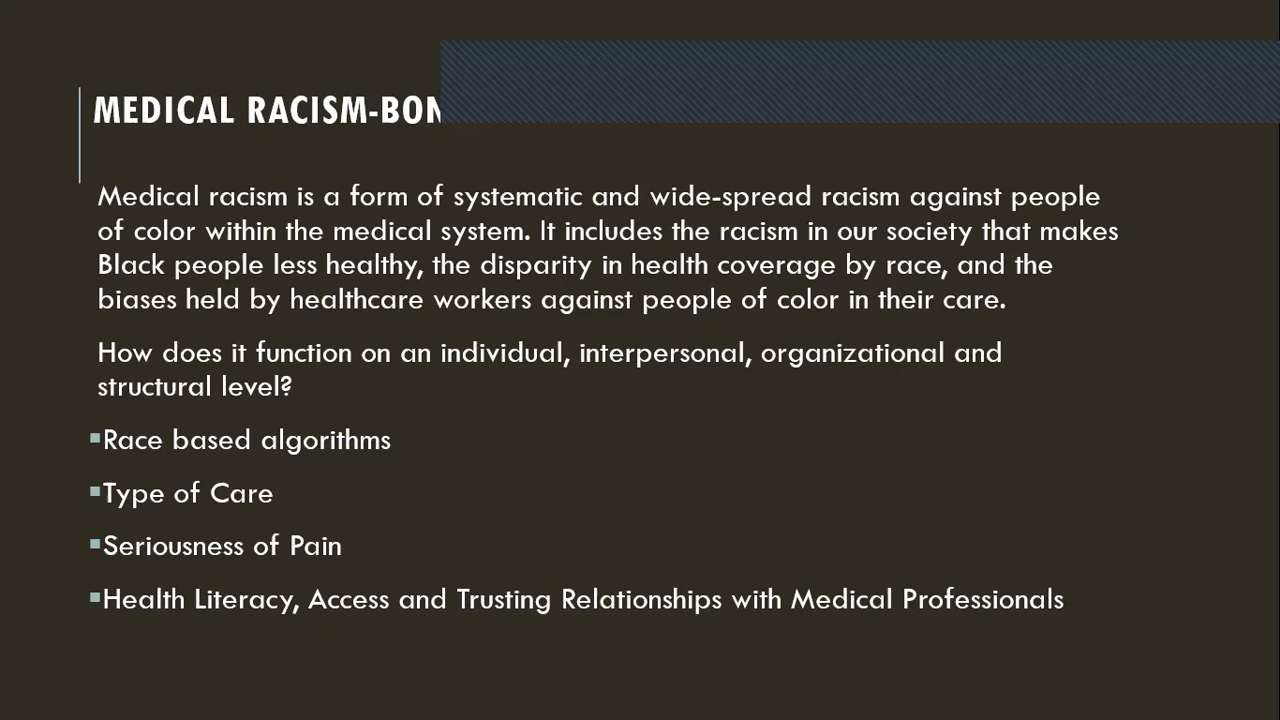 MEDICAL RACISM-BON
Medical racism is a form of systematic and wide-spread racism against people
of color within the medical system. It includes the racism in our society that makes
Black people less healthy, the disparity in health coverage by race, and the
biases held by healthcare workers against people of color in their care.
How does it function on an individual, interpersonal, organizational and
structural level?
▪Race based algorithms
▪Type of Care
▪Seriousness of Pain
▪Health Literacy, Access and Trusting Relationships with Medical Professionals